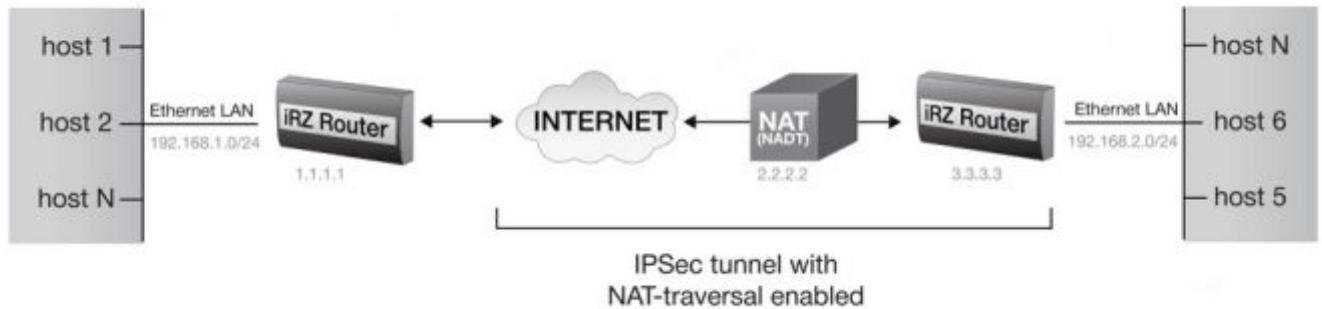 host 1
host 2
host N
Ethernet LAN
192.168.1.0/24
iRZ Router
1.1.1.1
INTERNET
NAT
(NADT)
2.2.2.2
iRZ Router
3.3.3.3
Ethernet LAN
192.168.2.0/24
host N
host 6
host 5
IPSec tunnel with
NAT-traversal enabled